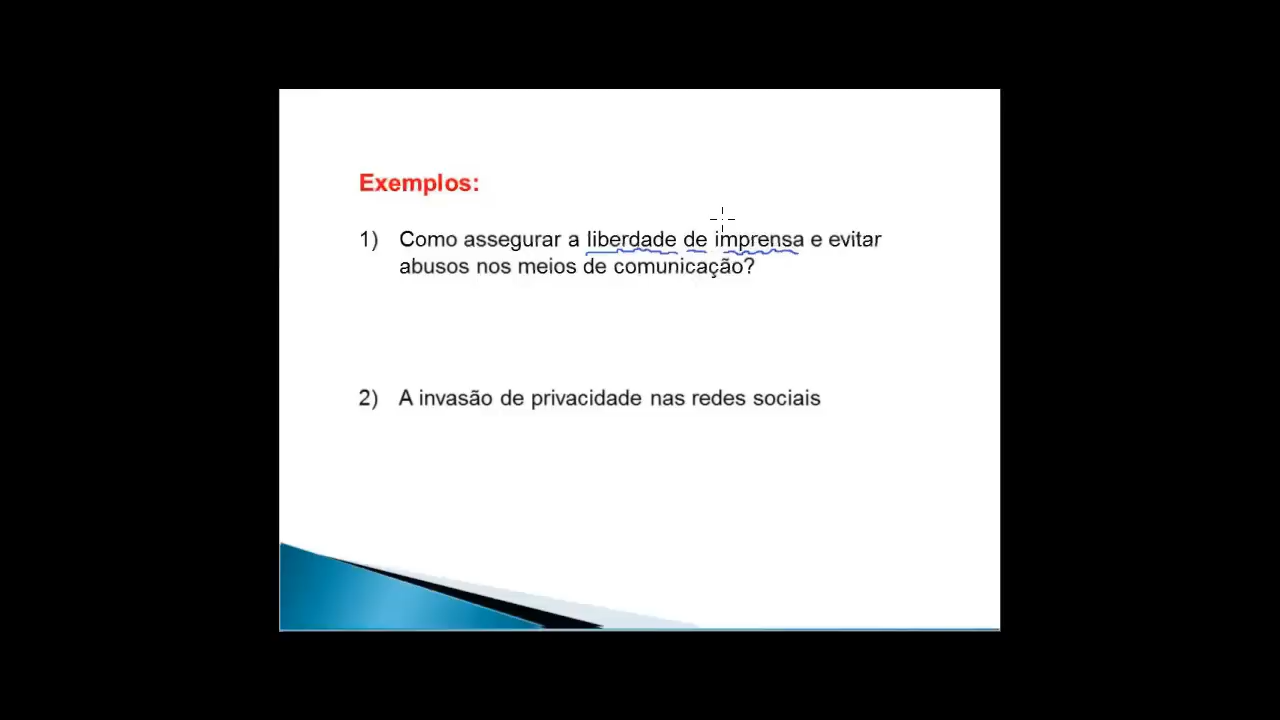 Exemplos:
1) Como assegurar a liberdade de imprensa e evitar
abusos nos meios de comunicação?
2) A invasão de privacidade nas redes sociais